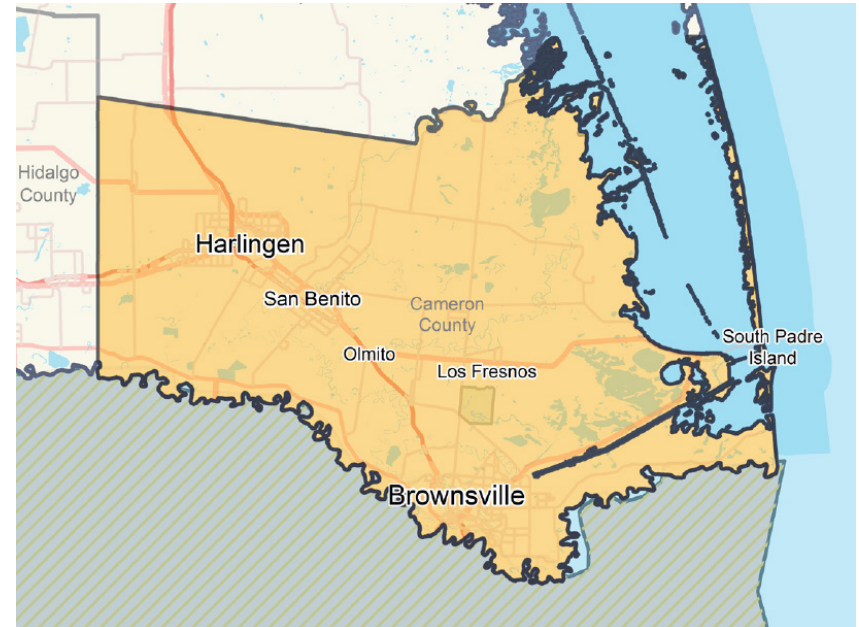 Hidalgo
County
Harlingen
San Benito
Cameron
County
South Padre
Island
Olmito
Los Fresnos
Brownsville